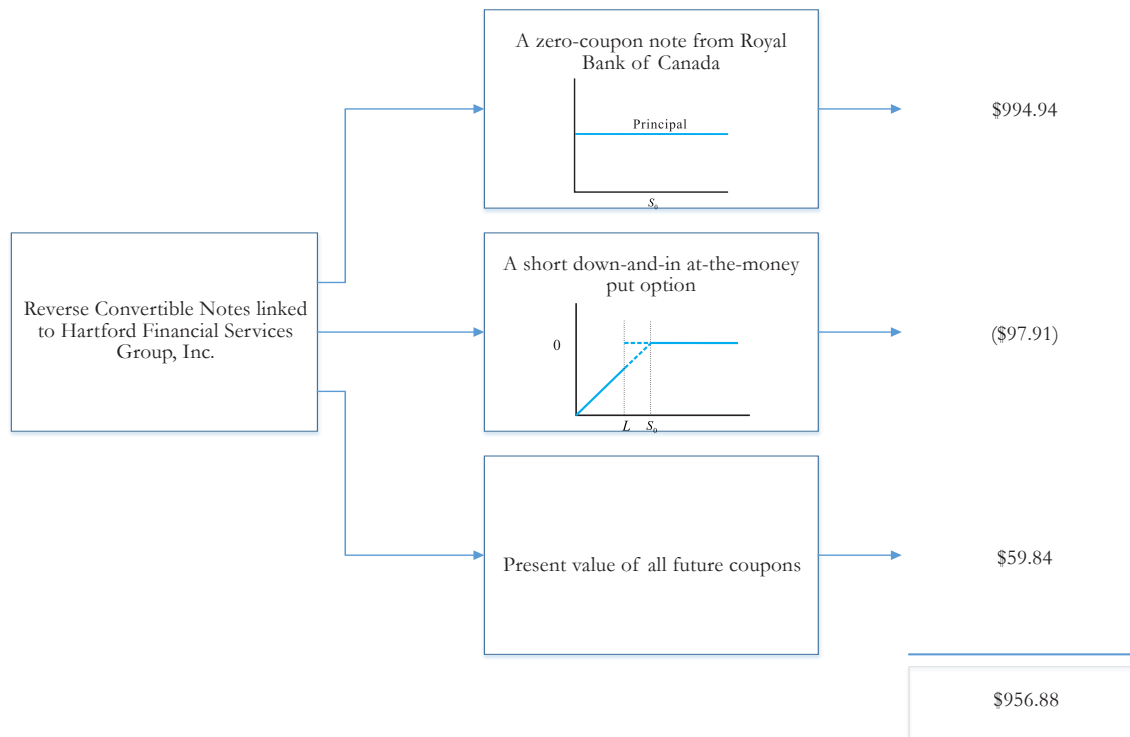 A zero-coupon note from Royal
Bank of Canada
Principal
S₀
$994.94
Reverse Convertible Notes linked
to Hartford Financial Services
Group, Inc.
A short down-and-in at-the-money
put option
0
L S₀
($97.91)
Present value of all future coupons
$59.84
$956.88